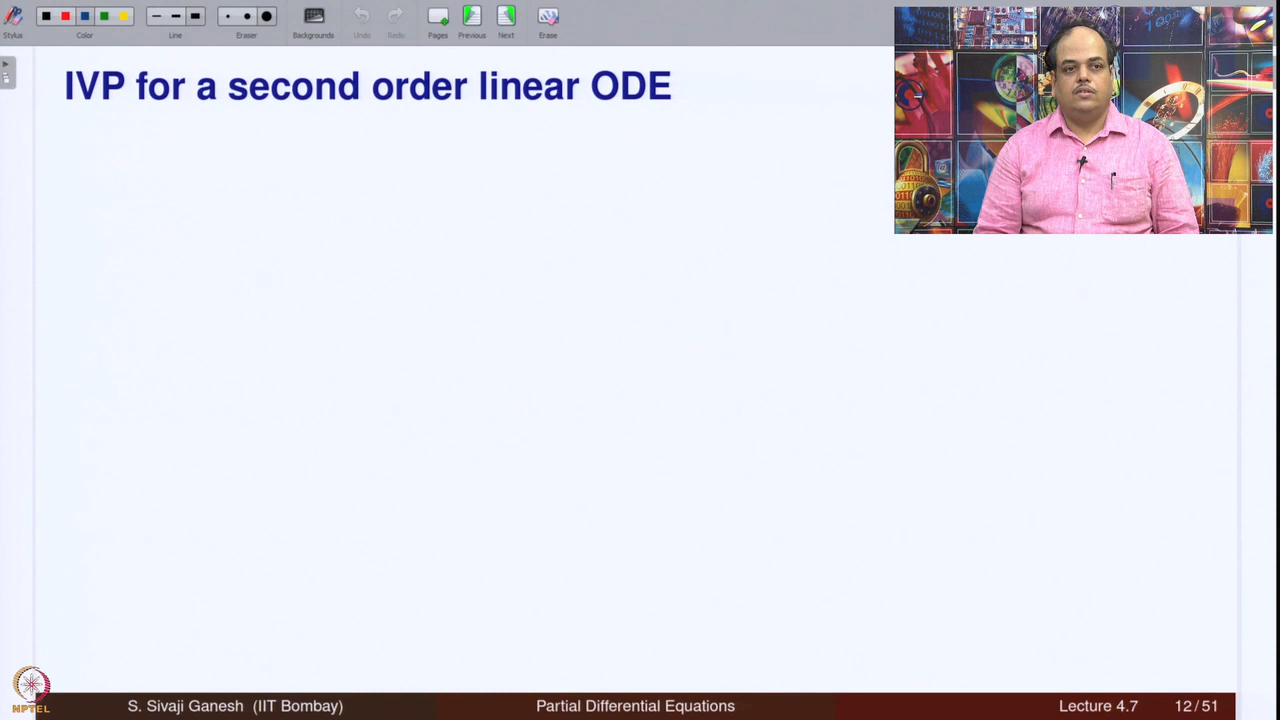 Stylus
Color
Line
Eraser
Backgrounds
Undo
Redo
Pages
Previous
Next
Erase
IVP for a second order linear ODE
NPTEL
S. Sivaji Ganesh (IIT Bombay)
Partial Differential Equations
Lecture 4.7
12/51